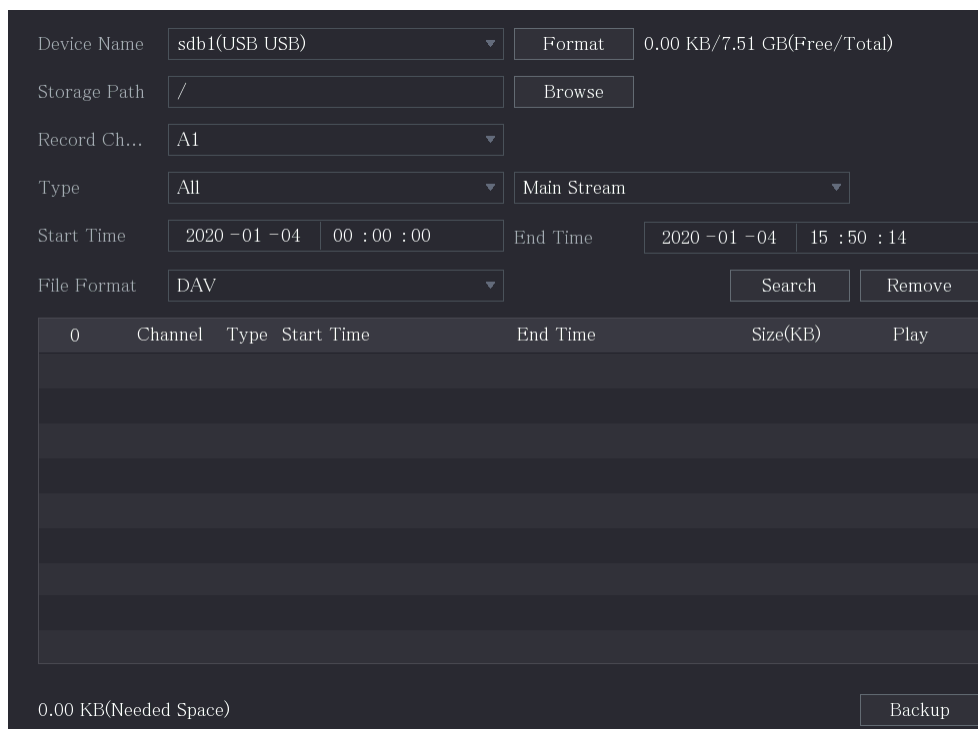 Device Name sdb1(USB USB) Format 0.00 KB/7.51 GB(Free/Total)
Storage Path / Browse
Record Ch... A1
Type All Main Stream
Start Time 2020 -01 -04 00 :00 :00 End Time 2020 -01 -04 15 :50 :14
File Format DAV Search Remove
0 Channel Type Start Time End Time Size(KB) Play
0.00 KB(Needed Space) Backup